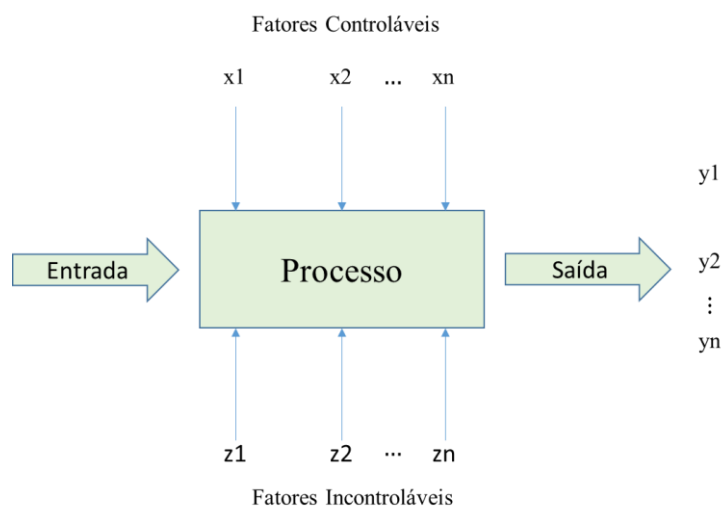 Fatores Controláveis
x1 x2 ... xn
y1
Entrada Processo Saída y2
⋮
yn
z1 z2 ... zn
Fatores Incontroláveis